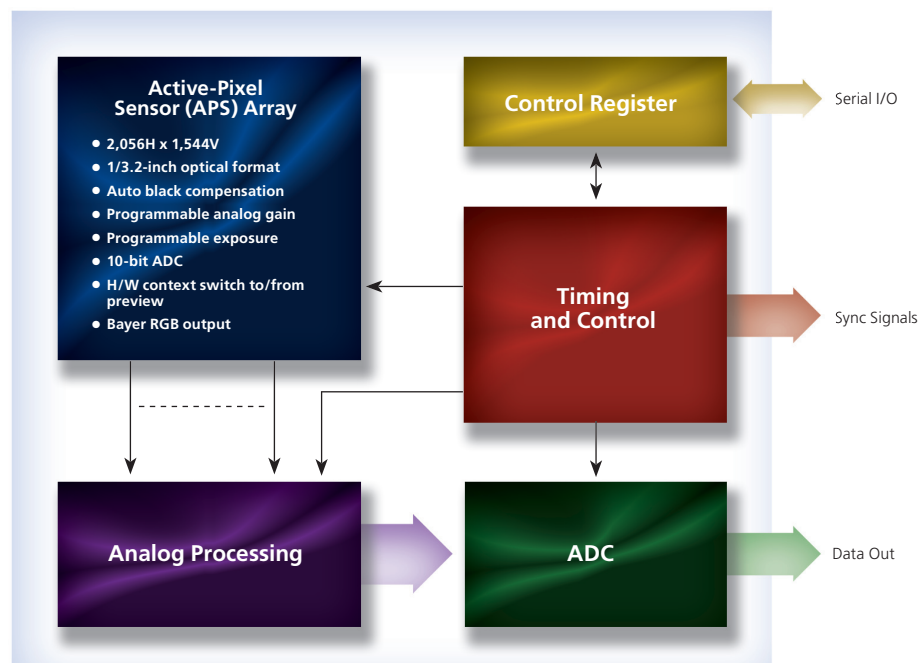 Active-Pixel
Sensor (APS) Array
● 2,056H x 1,544V
● 1/3.2-inch optical format
● Auto black compensation
● Programmable analog gain
● Programmable exposure
● 10-bit ADC
● H/W context switch to/from
preview
● Bayer RGB output
Control Register
Serial I/O
Timing
and Control
Sync Signals
Analog Processing
ADC
Data Out